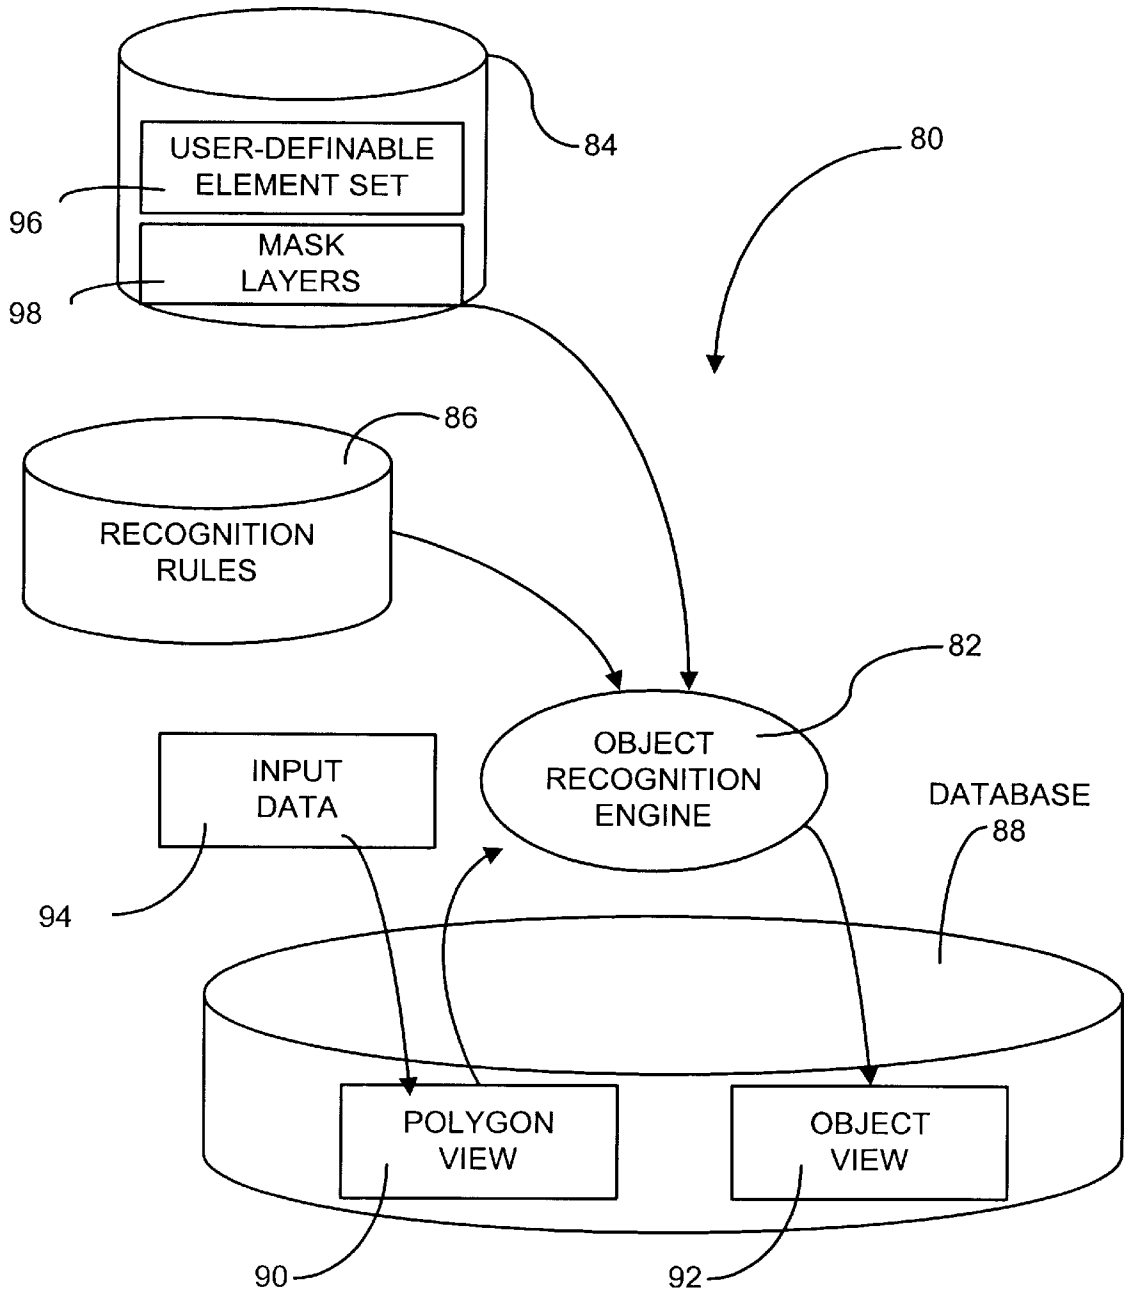 84
80
USER-DEFINABLE
ELEMENT SET
96
MASK
LAYERS
98
86
RECOGNITION
RULES
82
OBJECT
RECOGNITION
ENGINE
INPUT
DATA
94
DATABASE
88
POLYGON
VIEW
OBJECT
VIEW
90
92